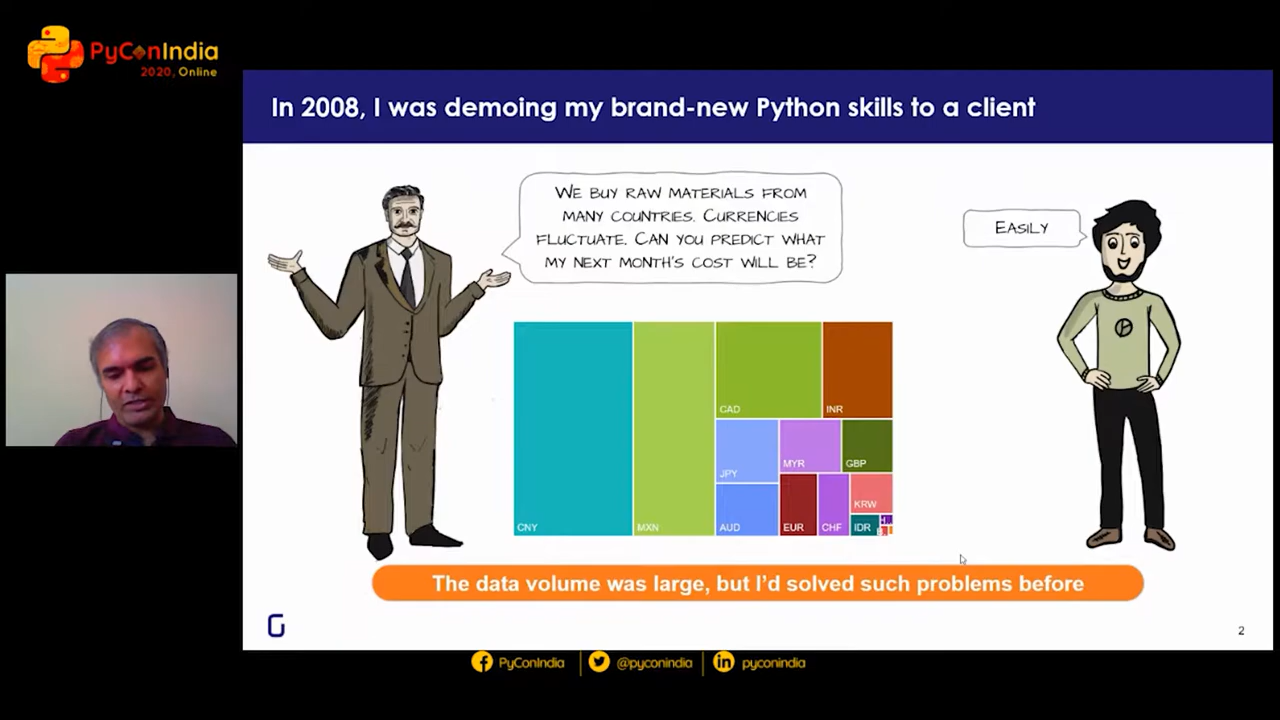 PyConIndia
2020, Online
In 2008, I was demoing my brand-new Python skills to a client
WE BUY RAW MATERIALS FROM
MANY COUNTRIES. CURRENCIES
FLUCTUATE. CAN YOU PREDICT WHAT
MY NEXT MONTH'S COST WILL BE?
EASILY
CNY
MXN
CAD
INR
JPY
MYR
GBP
AUD
EUR
CHF
KRW
IDR
The data volume was large, but I'd solved such problems before
2
PyConIndia
@pyconindia
pyconindia